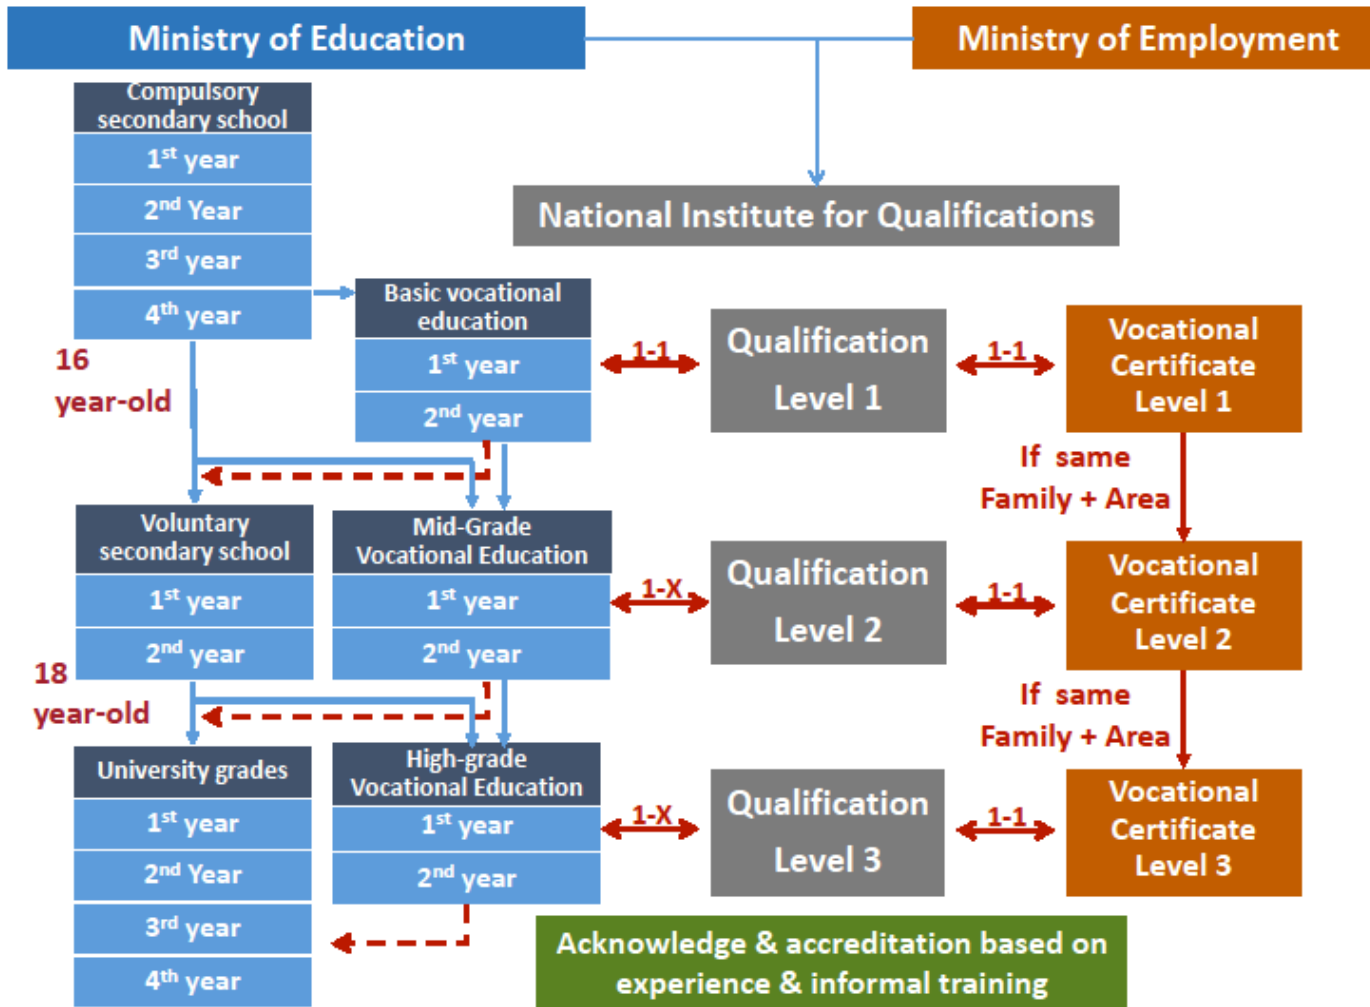 Ministry of Education
Ministry of Employment
Compulsory
secondary school
1st year
2nd Year
3rd year
4th year
National Institute for Qualifications
Basic vocational
education
1st year
2nd year
1-1
Qualification
Level 1
1-1
Vocational
Certificate
Level 1
16
year-old
If same
Family + Area
Voluntary
secondary school
1st year
2nd year
Mid-Grade
Vocational Education
1st year
2nd year
1-X
Qualification
Level 2
1-1
Vocational
Certificate
Level 2
18
year-old
If same
Family + Area
University grades
1st year
2nd Year
3rd year
4th year
High-grade
Vocational Education
1st year
2nd year
1-X
Qualification
Level 3
1-1
Vocational
Certificate
Level 3
Acknowledge & accreditation based on
experience & informal training